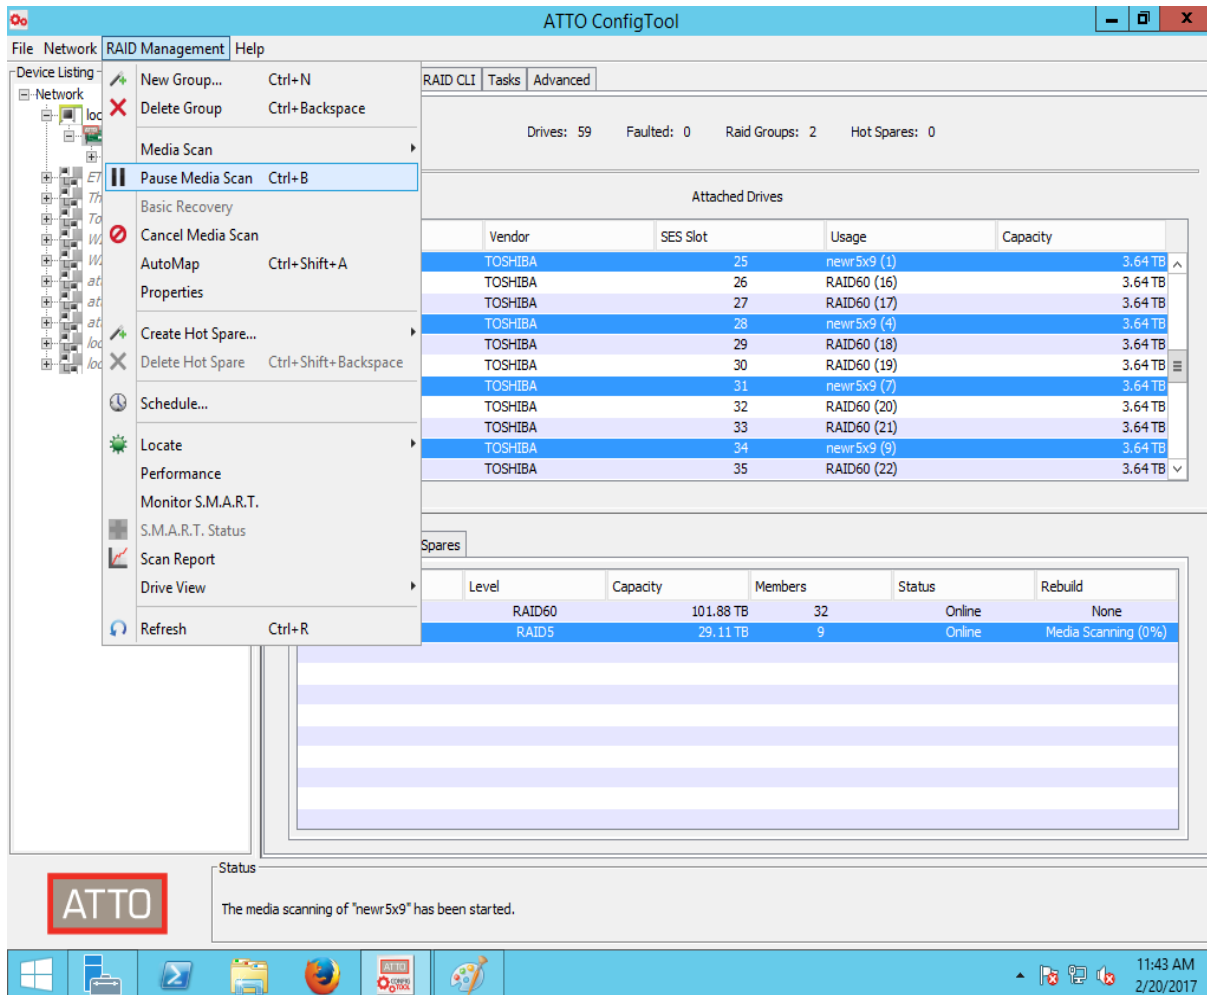 ATTO ConfigTool
File Network RAID Management Help
Device Listing
RAID CLI Tasks Advanced
Network
New Group... Ctrl+N
Delete Group Ctrl+Backspace
Media Scan
Pause Media Scan Ctrl+B
Basic Recovery
Cancel Media Scan
AutoMap Ctrl+Shift+A
Properties
Create Hot Spare...
Delete Hot Spare Ctrl+Shift+Backspace
Schedule...
Locate
Performance
Monitor S.M.A.R.T.
S.M.A.R.T. Status
Scan Report
Drive View
Refresh Ctrl+R
Drives: 59 Faulted: 0 Raid Groups: 2 Hot Spares: 0
Attached Drives
Vendor SES Slot Usage Capacity
TOSHIBA 25 newr5x9 (1) 3.64 TB
TOSHIBA 26 RAID60 (16) 3.64 TB
TOSHIBA 27 RAID60 (17) 3.64 TB
TOSHIBA 28 newr5x9 (4) 3.64 TB
TOSHIBA 29 RAID60 (18) 3.64 TB
TOSHIBA 30 RAID60 (19) 3.64 TB
TOSHIBA 31 newr5x9 (7) 3.64 TB
TOSHIBA 32 RAID60 (20) 3.64 TB
TOSHIBA 33 RAID60 (21) 3.64 TB
TOSHIBA 34 newr5x9 (9) 3.64 TB
TOSHIBA 35 RAID60 (22) 3.64 TB
Spares
Level Capacity Members Status Rebuild
RAID60 101.88 TB 32 Online None
RAID5 29.11 TB 9 Online Media Scanning (0%)
Status
ATTO
The media scanning of "newr5x9" has been started.
ATTO
CONFIG
TOOL
11:43 AM
2/20/2017